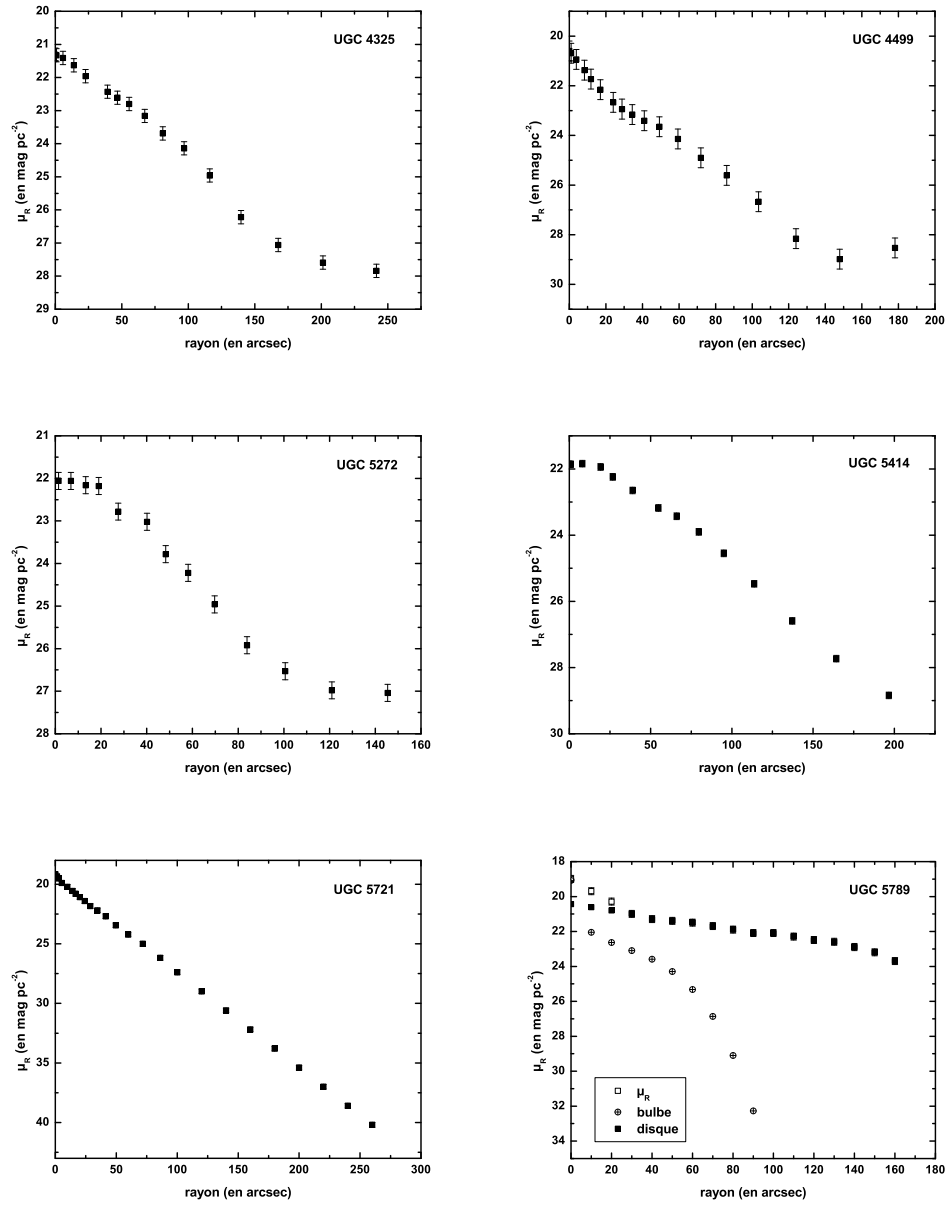 UGC 4325
20
21
22
23
24
25
26
27
28
29
μR (en mag pc-2)
0 50 100 150 200 250
rayon (en arcsec)
UGC 4499
20
22
24
26
28
30
μR (en mag pc-2)
0 20 40 60 80 100 120 140 160 180 200
rayon (en arcsec)
UGC 5272
21
22
23
24
25
26
27
28
μR (en mag pc-2)
0 20 40 60 80 100 120 140 160
rayon (en arcsec)
UGC 5414
22
24
26
28
30
μR (en mag pc-2)
0 50 100 150 200
rayon (en arcsec)
UGC 5721
20
25
30
35
40
μR (en mag pc-2)
0 50 100 150 200 250 300
rayon (en arcsec)
UGC 5789
18
20
22
24
26
28
30
32
34
μR (en mag pc-2)
μR
bulbe
disque
0 20 40 60 80 100 120 140 160 180
rayon (en arcsec)